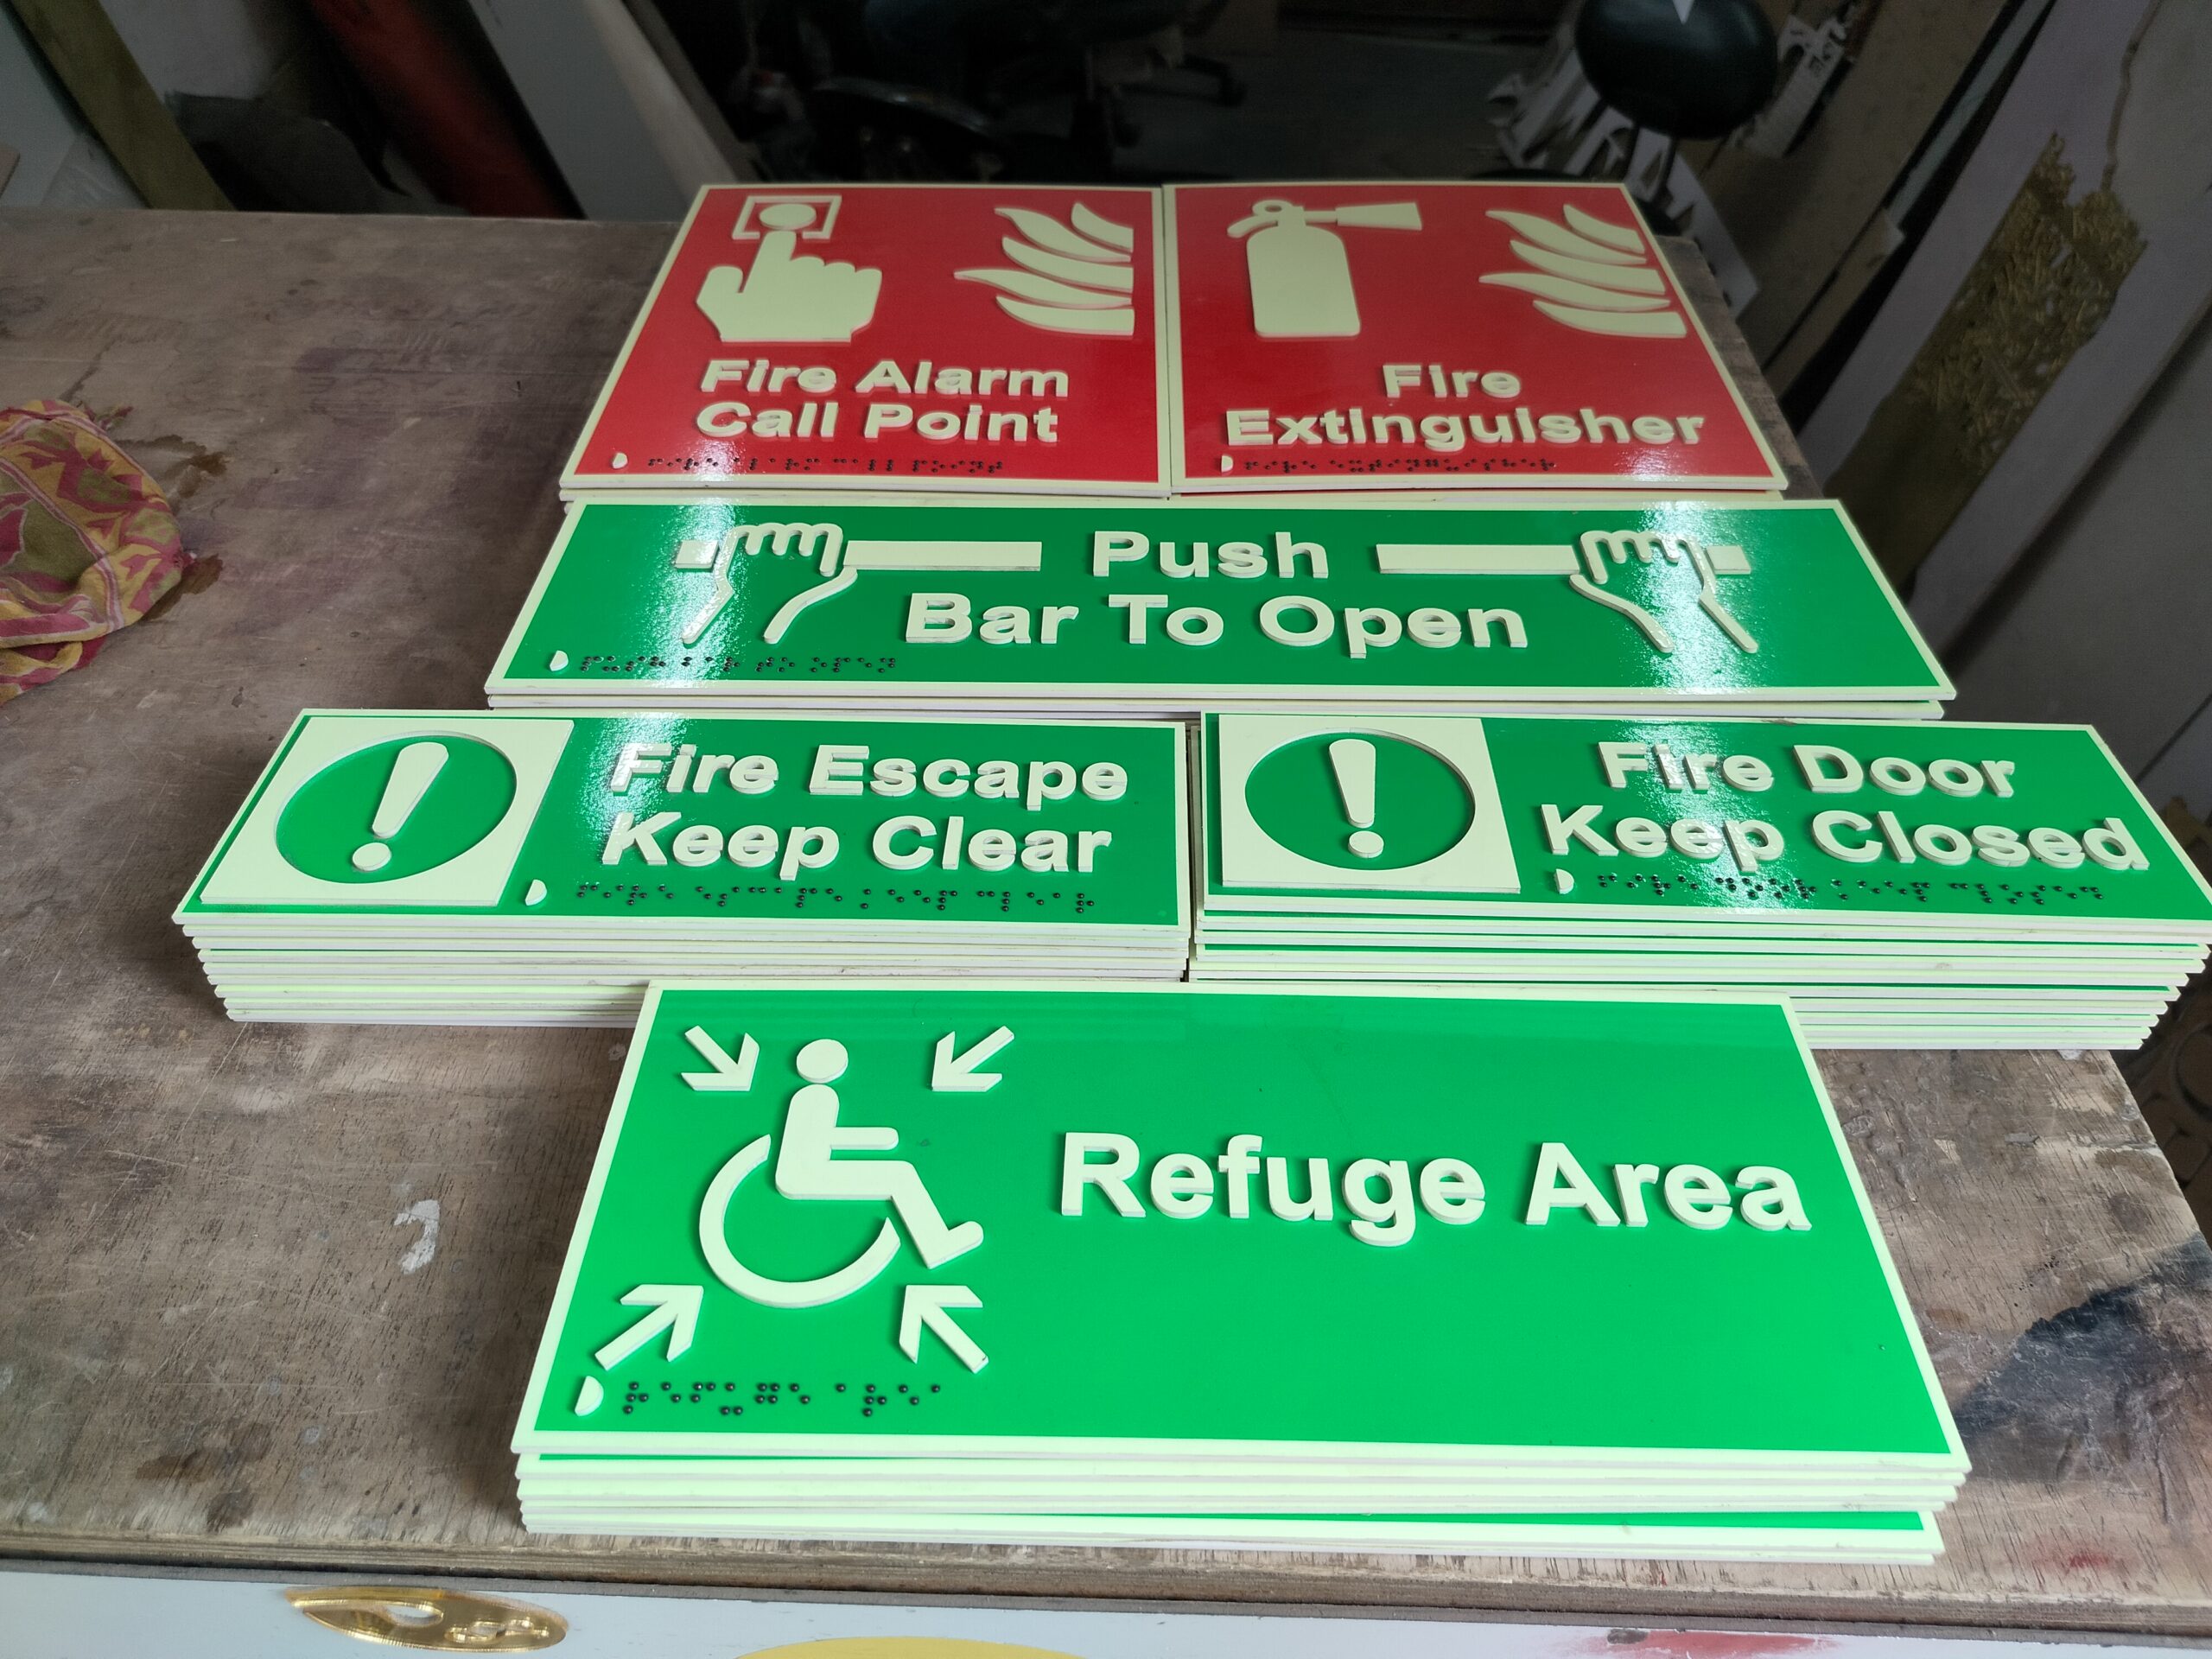 Fire Alarm
Call Point
Fire
Extinguisher
Push
Bar To Open
Fire Escape
Keep Clear
Fire Door
Keep Closed
Refuge Area